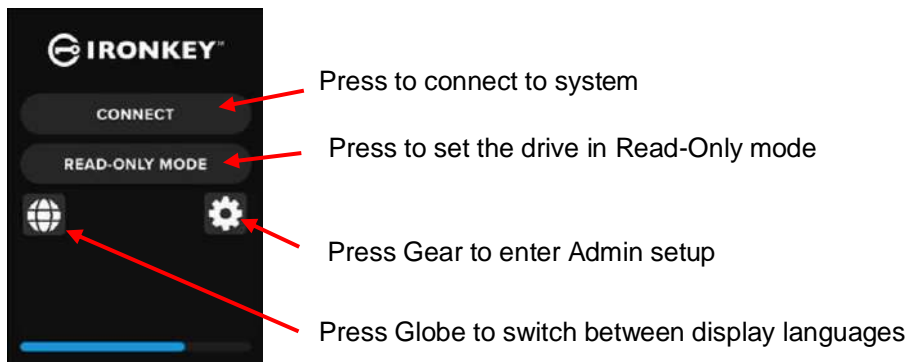 IRONKEY™
Press to connect to system
CONNECT
Press to set the drive in Read-Only mode
READ-ONLY MODE
Press Gear to enter Admin setup
Press Globe to switch between display languages